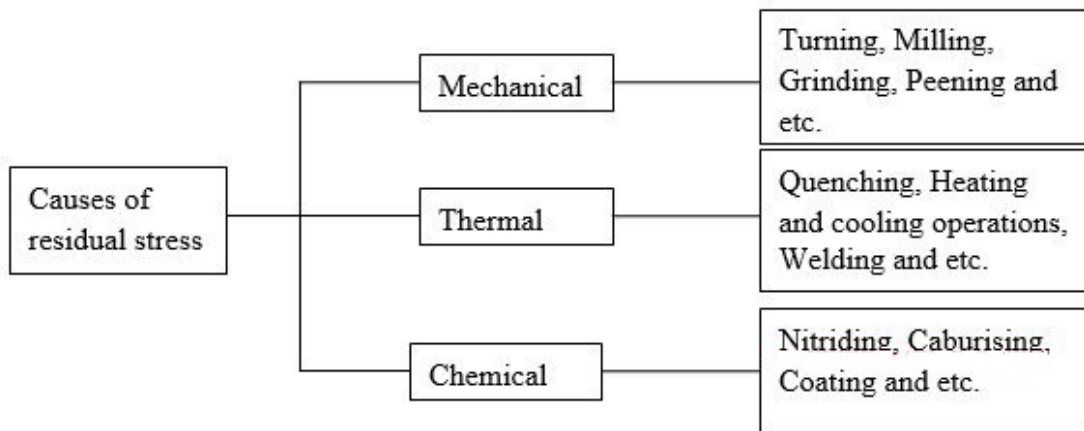 Causes of
residual stress
Mechanical
Turning, Milling,
Grinding, Peening and
etc.
Thermal
Quenching, Heating
and cooling operations,
Welding and etc.
Chemical
Nitriding, Caburising,
Coating and etc.